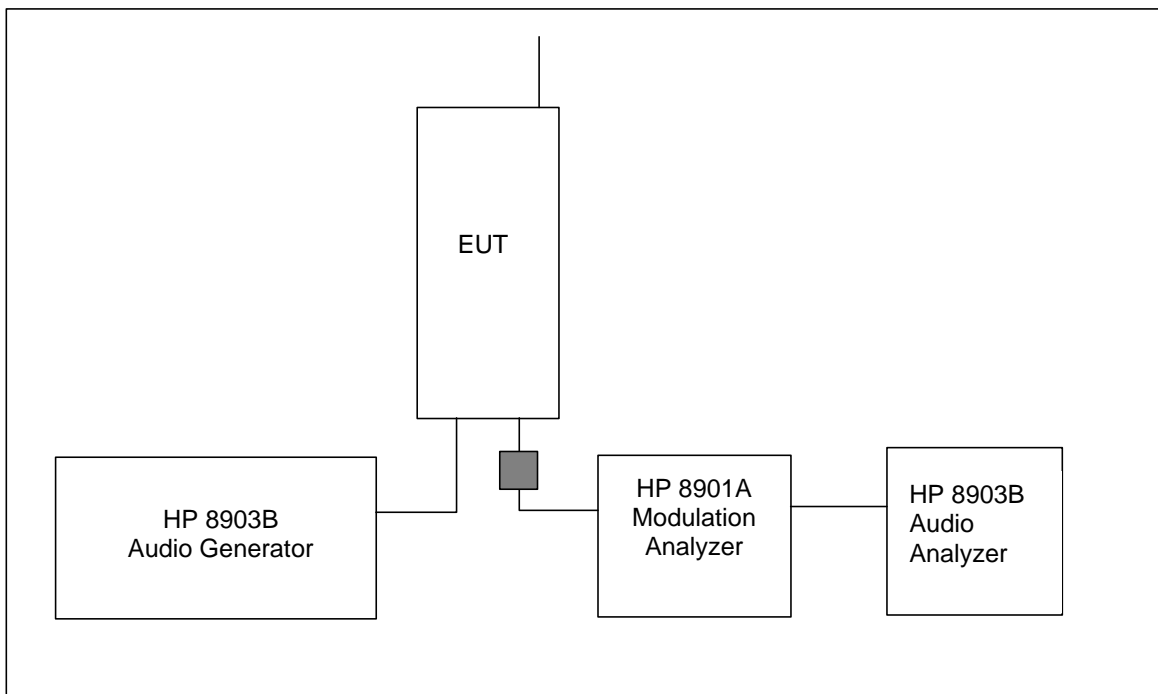 EUT
HP 8903B
Audio Generator
HP 8901A
Modulation
Analyzer
HP 8903B
Audio
Analyzer